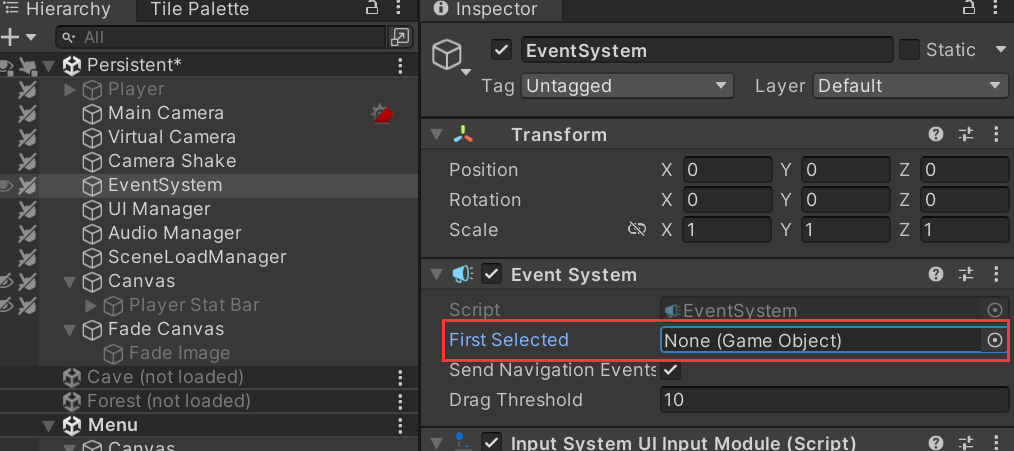 Hierarchy
Tile Palette
All
Persistent*
Player
Main Camera
Virtual Camera
Camera Shake
EventSystem
UI Manager
Audio Manager
SceneLoadManager
Canvas
Player Stat Bar
Fade Canvas
Fade Image
Cave (not loaded)
Forest (not loaded)
Menu
Canvas
Inspector
EventSystem
Static
Tag Untagged
Layer Default
Transform
Position X 0 Y 0 Z 0
Rotation X 0 Y 0 Z 0
Scale X 1 Y 1 Z 1
Event System
Script EventSystem
First Selected None (Game Object)
Send Navigation Events
Drag Threshold 10
Input System UI Input Module (Script)